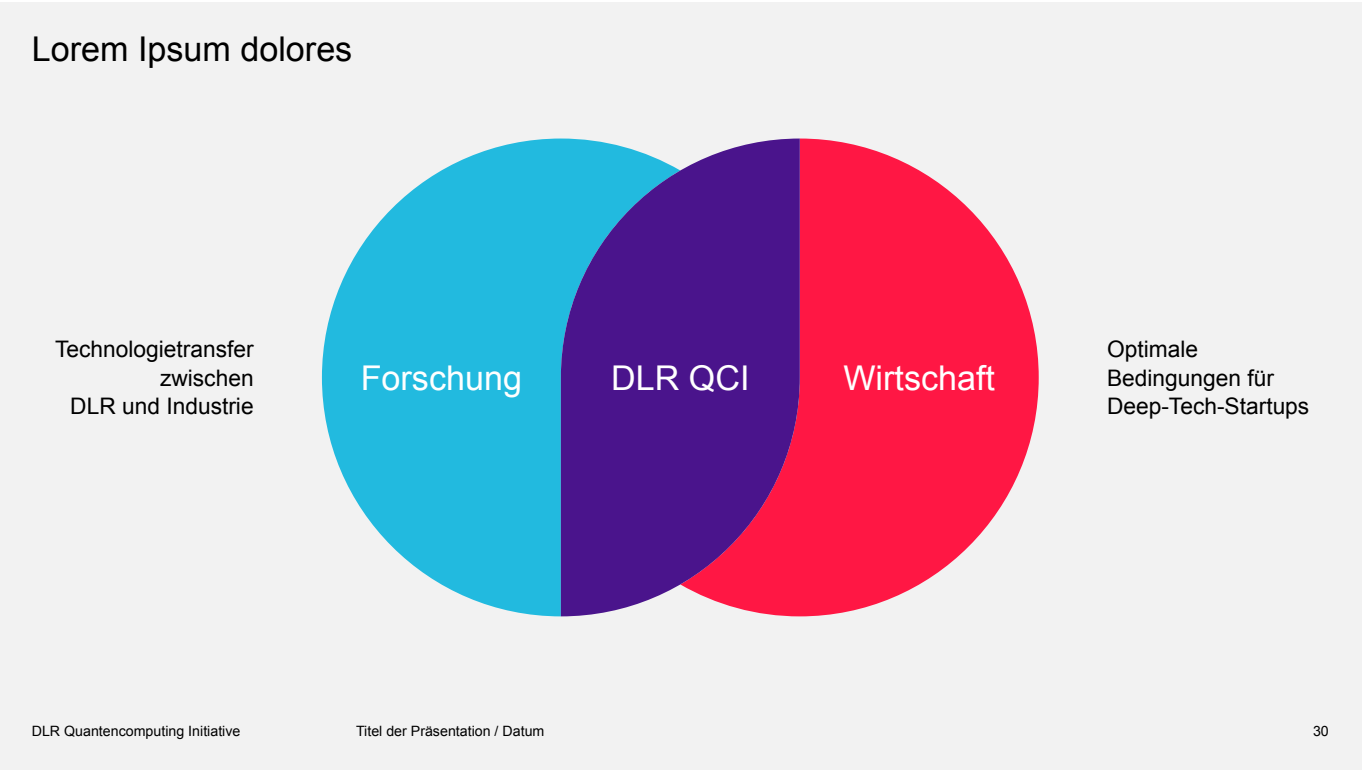 Lorem Ipsum dolores
Technologietransfer
zwischen
DLR und Industrie
Forschung
DLR QCI
Wirtschaft
Optimale
Bedingungen für
Deep-Tech-Startups
DLR Quantencomputing Initiative
Titel der Präsentation / Datum
30